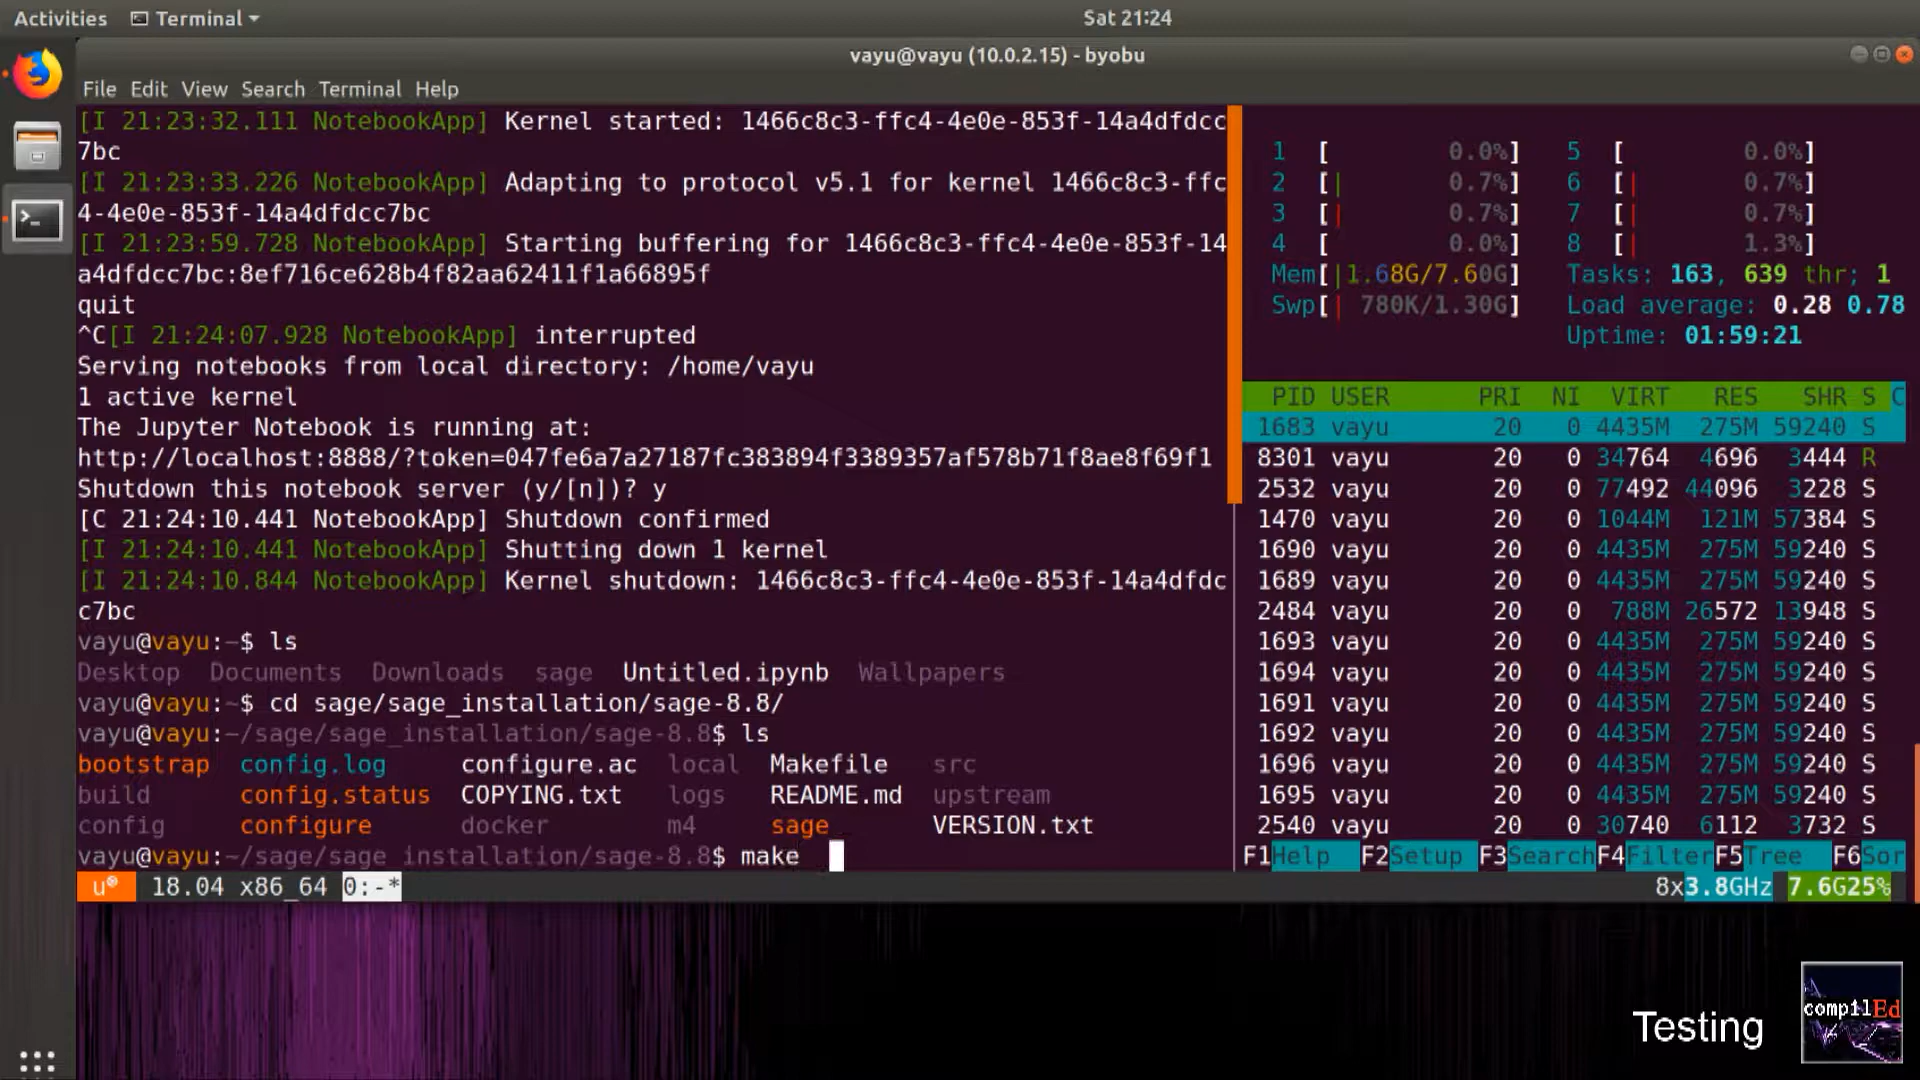 Activities Terminal Sat 21:24
vayu@vayu (10.0.2.15) - byobu
File Edit View Search Terminal Help
[I 21:23:32.111 NotebookApp] Kernel started: 1466c8c3-ffc4-4e0e-853f-14a4dfdcc
7bc
[I 21:23:33.226 NotebookApp] Adapting to protocol v5.1 for kernel 1466c8c3-ffc
4-4e0e-853f-14a4dfdcc7bc
[I 21:23:59.728 NotebookApp] Starting buffering for 1466c8c3-ffc4-4e0e-853f-14
a4dfdcc7bc:8ef716ce628b4f82aa62411f1a66895f
quit
^C[I 21:24:07.928 NotebookApp] interrupted
Serving notebooks from local directory: /home/vayu
1 active kernel
The Jupyter Notebook is running at:
http://localhost:8888/?token=047fe6a7a27187fc383894f3389357af578b71f8ae8f69f1
Shutdown this notebook server (y/[n])? y
[C 21:24:10.441 NotebookApp] Shutdown confirmed
[I 21:24:10.441 NotebookApp] Shutting down 1 kernel
[I 21:24:10.844 NotebookApp] Kernel shutdown: 1466c8c3-ffc4-4e0e-853f-14a4dfdc
c7bc
vayu@vayu:~$ ls
Desktop Documents Downloads sage Untitled.ipynb Wallpapers
vayu@vayu:~$ cd sage/sage_installation/sage-8.8/
vayu@vayu:~/sage/sage_installation/sage-8.8$ ls
bootstrap config.log configure.ac local Makefile src
build config.status COPYING.txt logs README.md upstream
config configure docker m4 sage VERSION.txt
vayu@vayu:~/sage/sage_installation/sage-8.8$ make
1 [ 0.0%] 5 [ 0.0%]
2 [| 0.7%] 6 [| 0.7%]
3 [| 0.7%] 7 [| 0.7%]
4 [ 0.0%] 8 [| 1.3%]
Mem[|1.68G/7.60G] Tasks: 163, 639 thr; 1
Swp[| 780K/1.30G] Load average: 0.28 0.78
Uptime: 01:59:21
PID USER PRI NI VIRT RES SHR S C
1683 vayu 20 0 4435M 275M 59240 S
8301 vayu 20 0 34764 4696 3444 R
2532 vayu 20 0 77492 44096 3228 S
1470 vayu 20 0 1044M 121M 57384 S
1690 vayu 20 0 4435M 275M 59240 S
1689 vayu 20 0 4435M 275M 59240 S
2484 vayu 20 0 788M 26572 13948 S
1693 vayu 20 0 4435M 275M 59240 S
1694 vayu 20 0 4435M 275M 59240 S
1691 vayu 20 0 4435M 275M 59240 S
1692 vayu 20 0 4435M 275M 59240 S
1696 vayu 20 0 4435M 275M 59240 S
1695 vayu 20 0 4435M 275M 59240 S
2540 vayu 20 0 30740 6112 3732 S
F1Help F2Setup F3SearchF4FilterF5Tree F6Sor
u 18.04 x86_64 0:-* 8x3.8GHz 7.6G25%
Testing
comp1lEd